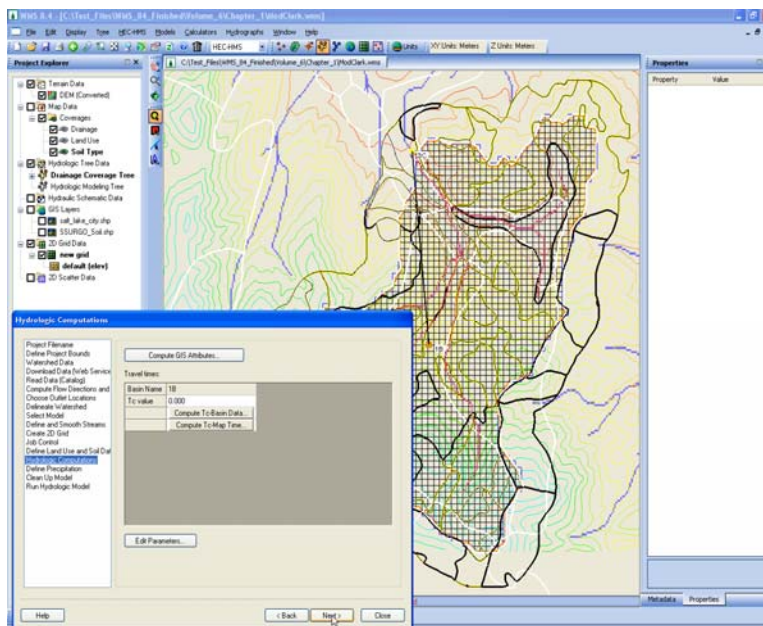 WMS 8.4 - [C:\Test_Files\WMS_84_Finished\Volume_6\Chapter_1\ModClark.wms]
File Edit Display Tree HEC-HMS Models Calculators Hydrographs Window Help
HEC-HMS Units XY Units: Meters Z Units: Meters
Project Explorer
C:\Test_Files\WMS_84_Finished\Volume_6\Chapter_1\ModClark.wms
Properties
Property Value
Terrain Data
DEM (Converted)
Map Data
Coverages
Drainage
Land Use
Soil Type
Hydrologic Tree Data
Drainage Coverage Tree
Hydrologic Modeling Tree
Hydraulic Schematic Data
GIS Layers
salt_lake_city.shp
SSURGO_Soil.shp
2D Grid Data
new grid
default (elev)
2D Scatter Data
Hydrologic Computations
Project Filename
Define Project Bounds
Watershed Data
Download Data (Web Service
Read Data (Catalog)
Compute Flow Directions and
Choose Outlet Locations
Delineate Watershed
Select Model
Define and Smooth Streams
Create 2D Grid
Job Control
Define Land Use and Soil Dat
Hydrologic Computations
Define Precipitation
Clean Up Model
Run Hydrologic Model
Compute GIS Attributes...
Travel times:
Basin Name 1B
Tc value 0.000
Compute Tc-Basin Data...
Compute Tc-Map Time...
Edit Parameters...
Help < Back Next > Close
Metadata Properties